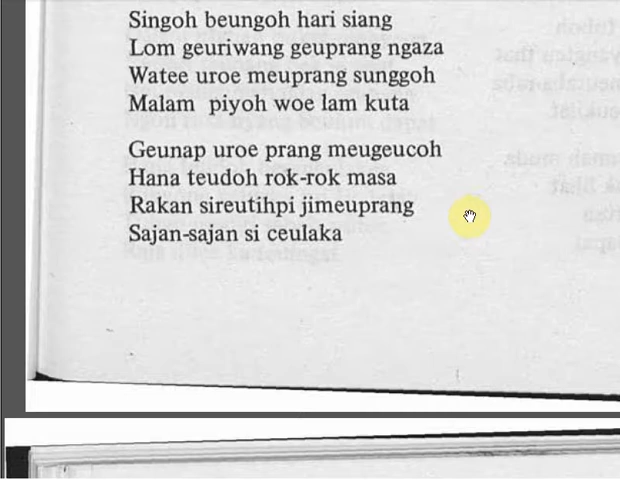 Singoh beungoh hari siang
Lom geuriwang geuprang ngaza
Watee uroe meuprang sunggoh
Malam piyoh woe lam kuta
Geunap uroe prang meugeucoh
Hana teudoh rok-rok masa
Rakan sireutihpi jimeuprang
Sajan-sajan si ceulaka